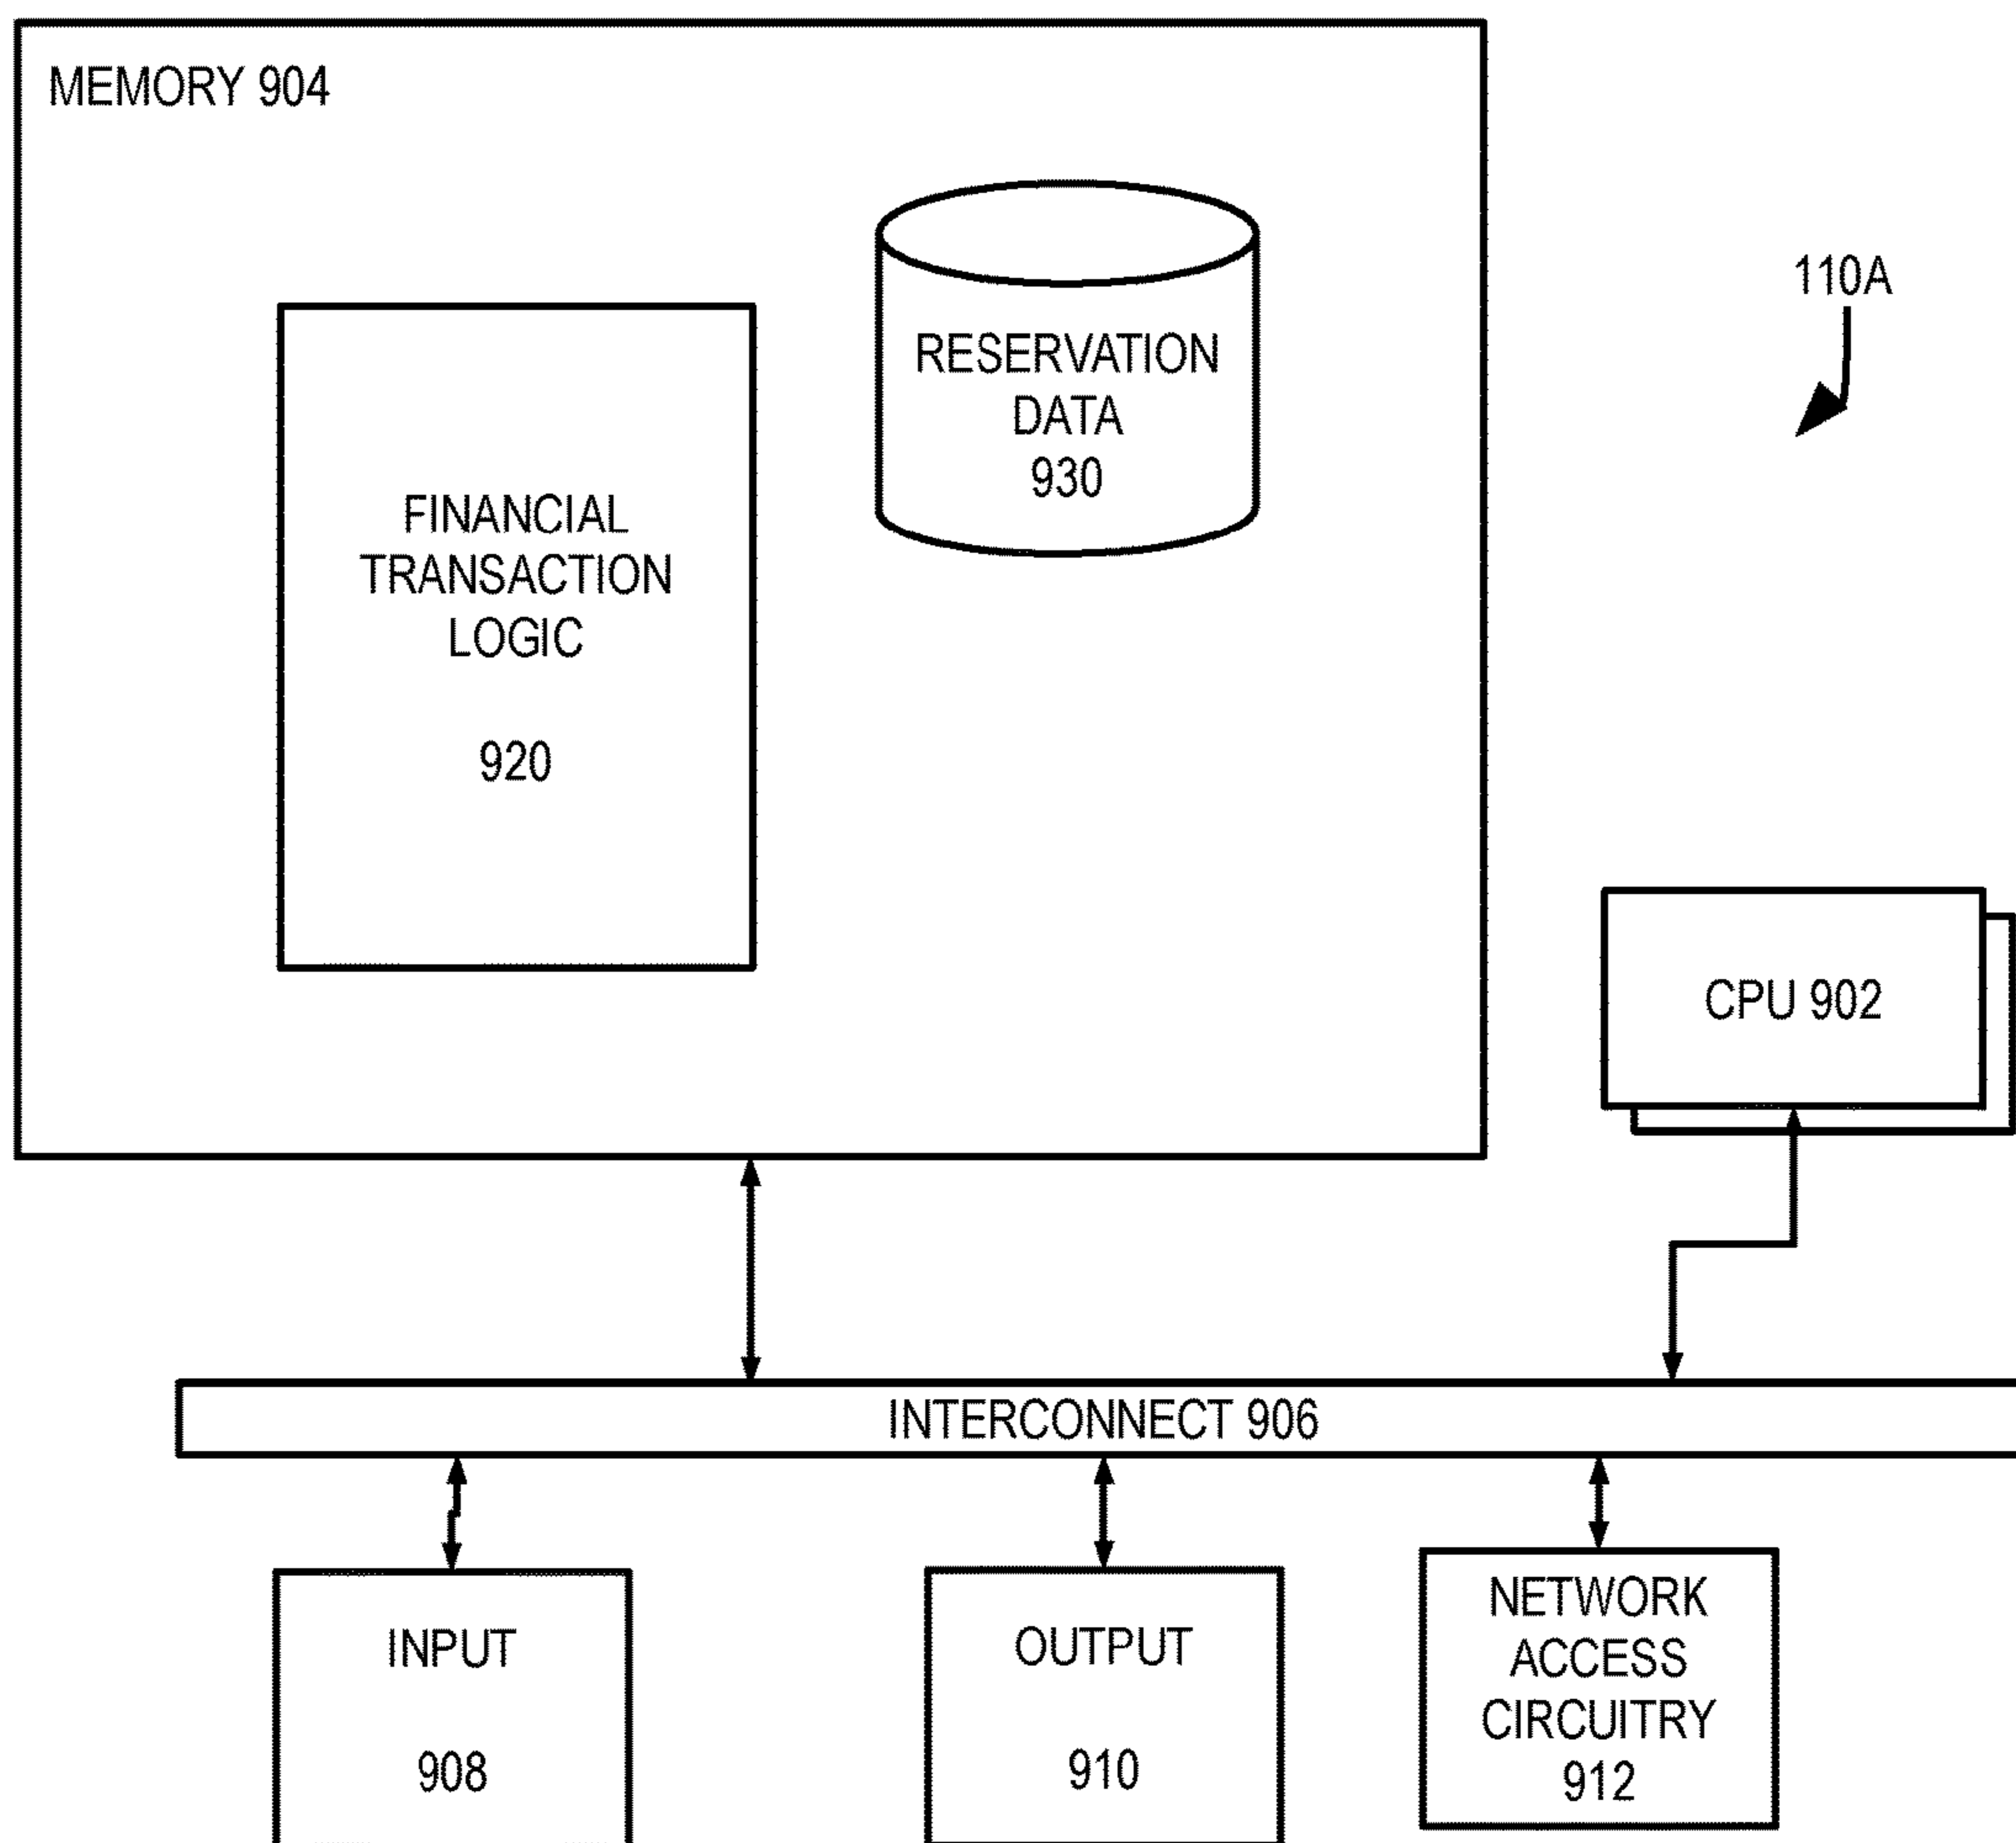 MEMORY 904
RESERVATION
DATA
930
110A
FINANCIAL
TRANSACTION
LOGIC
920
CPU 902
INTERCONNECT 906
INPUT
908
OUTPUT
910
NETWORK
ACCESS
CIRCUITRY
912